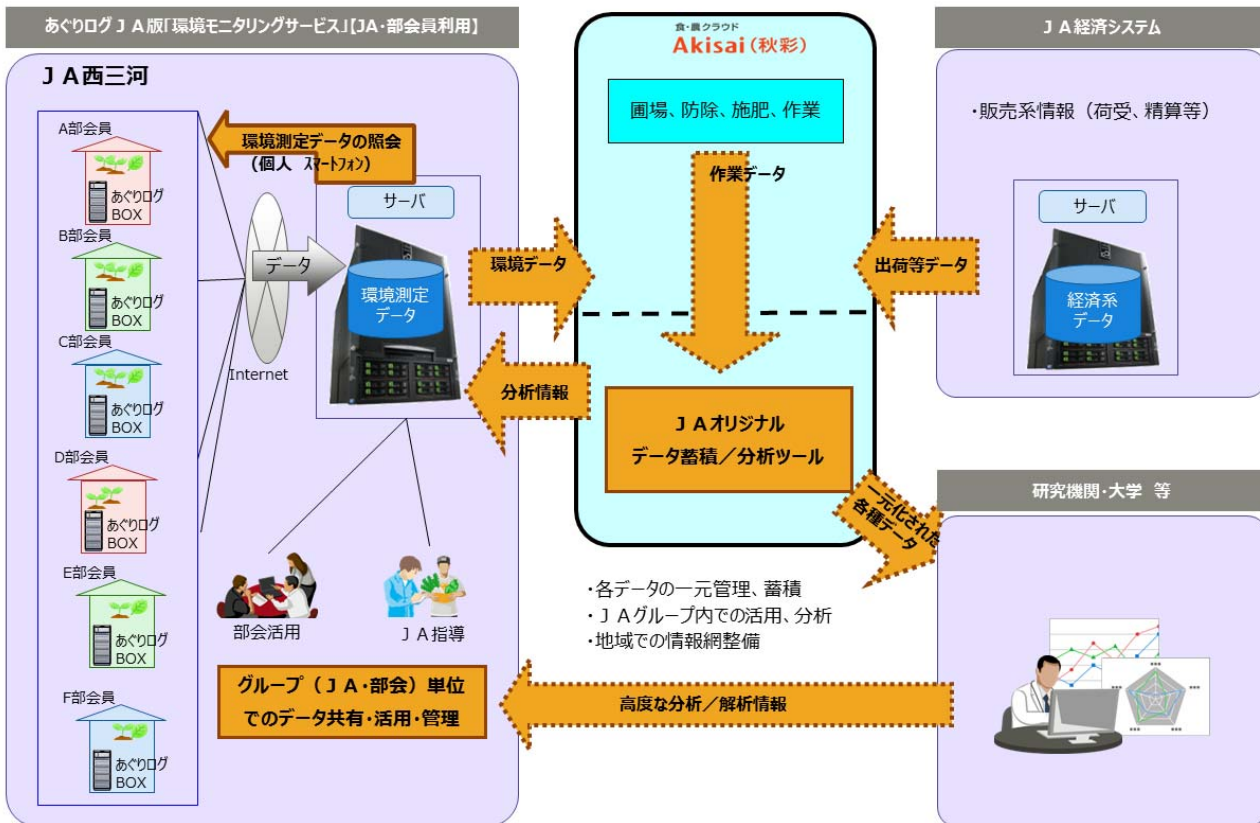 あぐりログＪＡ版「環境モニタリングサービス」【JA・部会員利用】
ＪＡ西三河
A部会員
あぐりログ
BOX
B部会員
あぐりログ
BOX
C部会員
あぐりログ
BOX
D部会員
あぐりログ
BOX
E部会員
あぐりログ
BOX
F部会員
あぐりログ
BOX
環境測定データの照会
（個人 スマートフォン）
Internet
データ
サーバ
環境測定
データ
環境データ
分析情報
部会活用
ＪＡ指導
グループ（ＪＡ・部会）単位
でのデータ共有・活用・管理
食・農クラウド
Akisai（秋彩）
圃場、防除、施肥、作業
作業データ
ＪＡオリジナル
データ蓄積／分析ツール
・各データの一元管理、蓄積
・ＪＡグループ内での活用、分析
・地域での情報網整備
ＪＡ経済システム
・販売系情報（荷受、精算等）
サーバ
経済系
データ
出荷等データ
一元化された
各種データ
研究機関・大学 等
高度な分析／解析情報